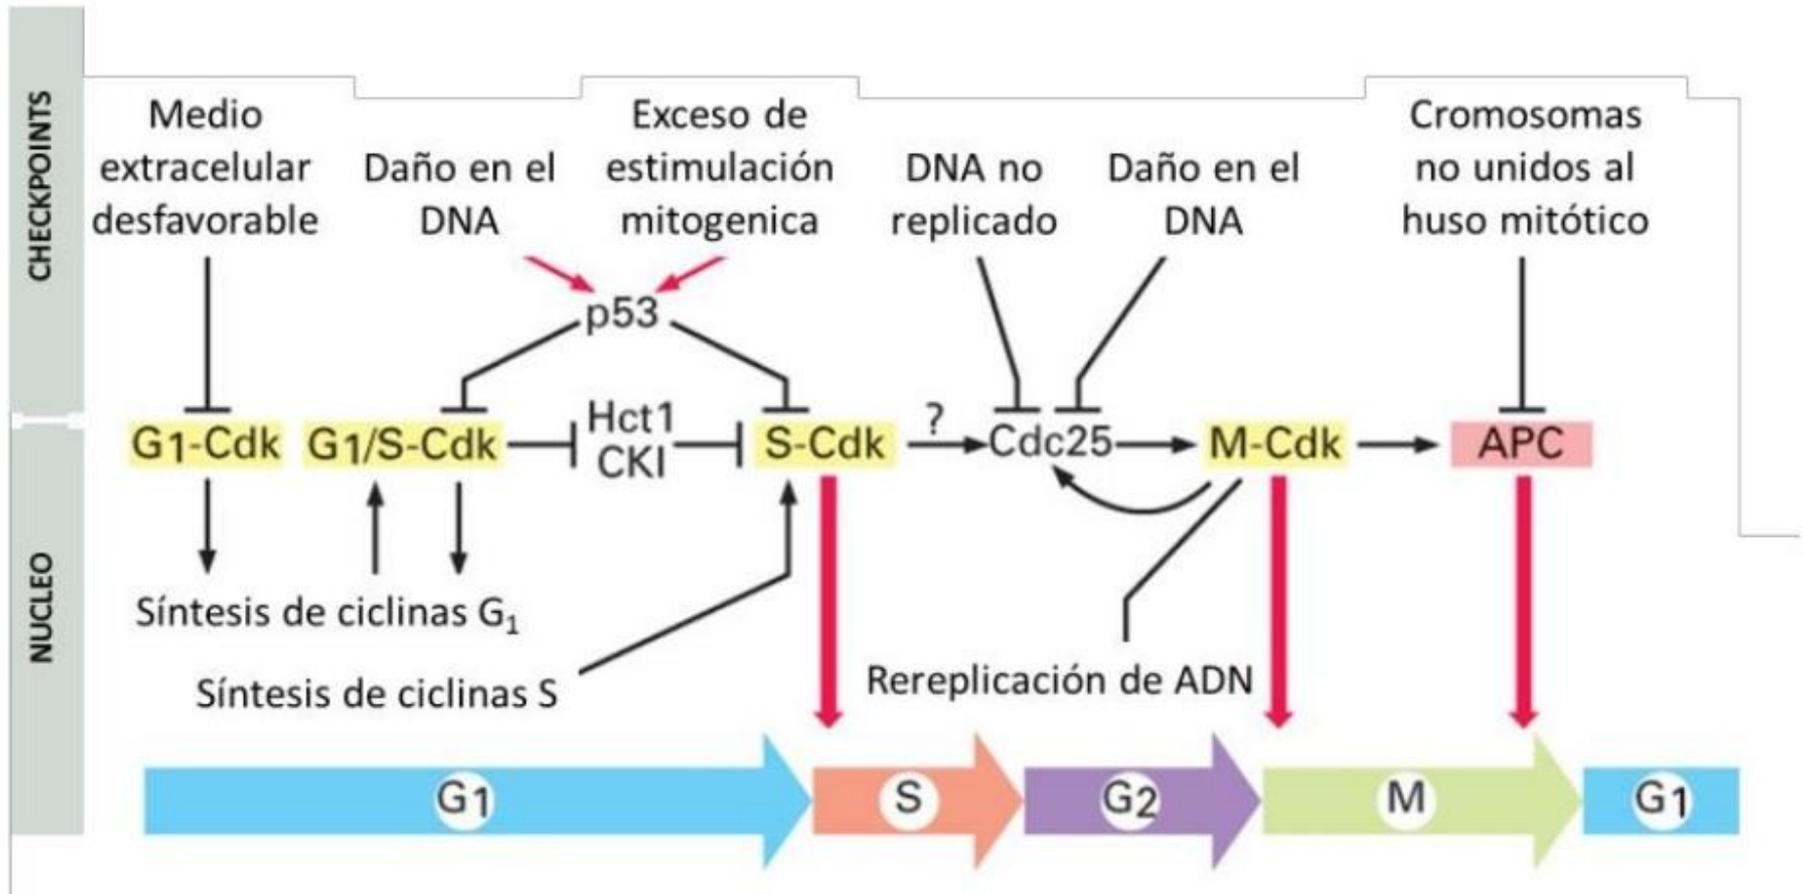 CHECKPOINTS
Medio
extracelular
desfavorable
Daño en el
DNA
Exceso de
estimulación
mitogenica
DNA no
replicado
Daño en el
DNA
Cromosomas
no unidos al
huso mitótico
p53
NUCLEO
G1-Cdk
G1/S-Cdk
Hct1
CKI
S-Cdk
?
Cdc25
M-Cdk
APC
Síntesis de ciclinas G₁
Síntesis de ciclinas S
Rereplicación de ADN
G1
S
G2
M
G1